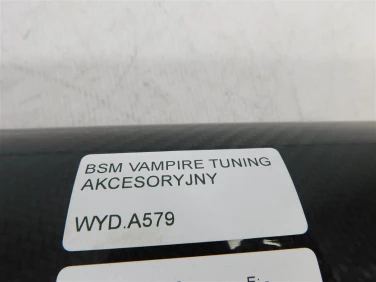 BSM VAMPIRE TUNING
AKCESORYJNY
WYD.A579